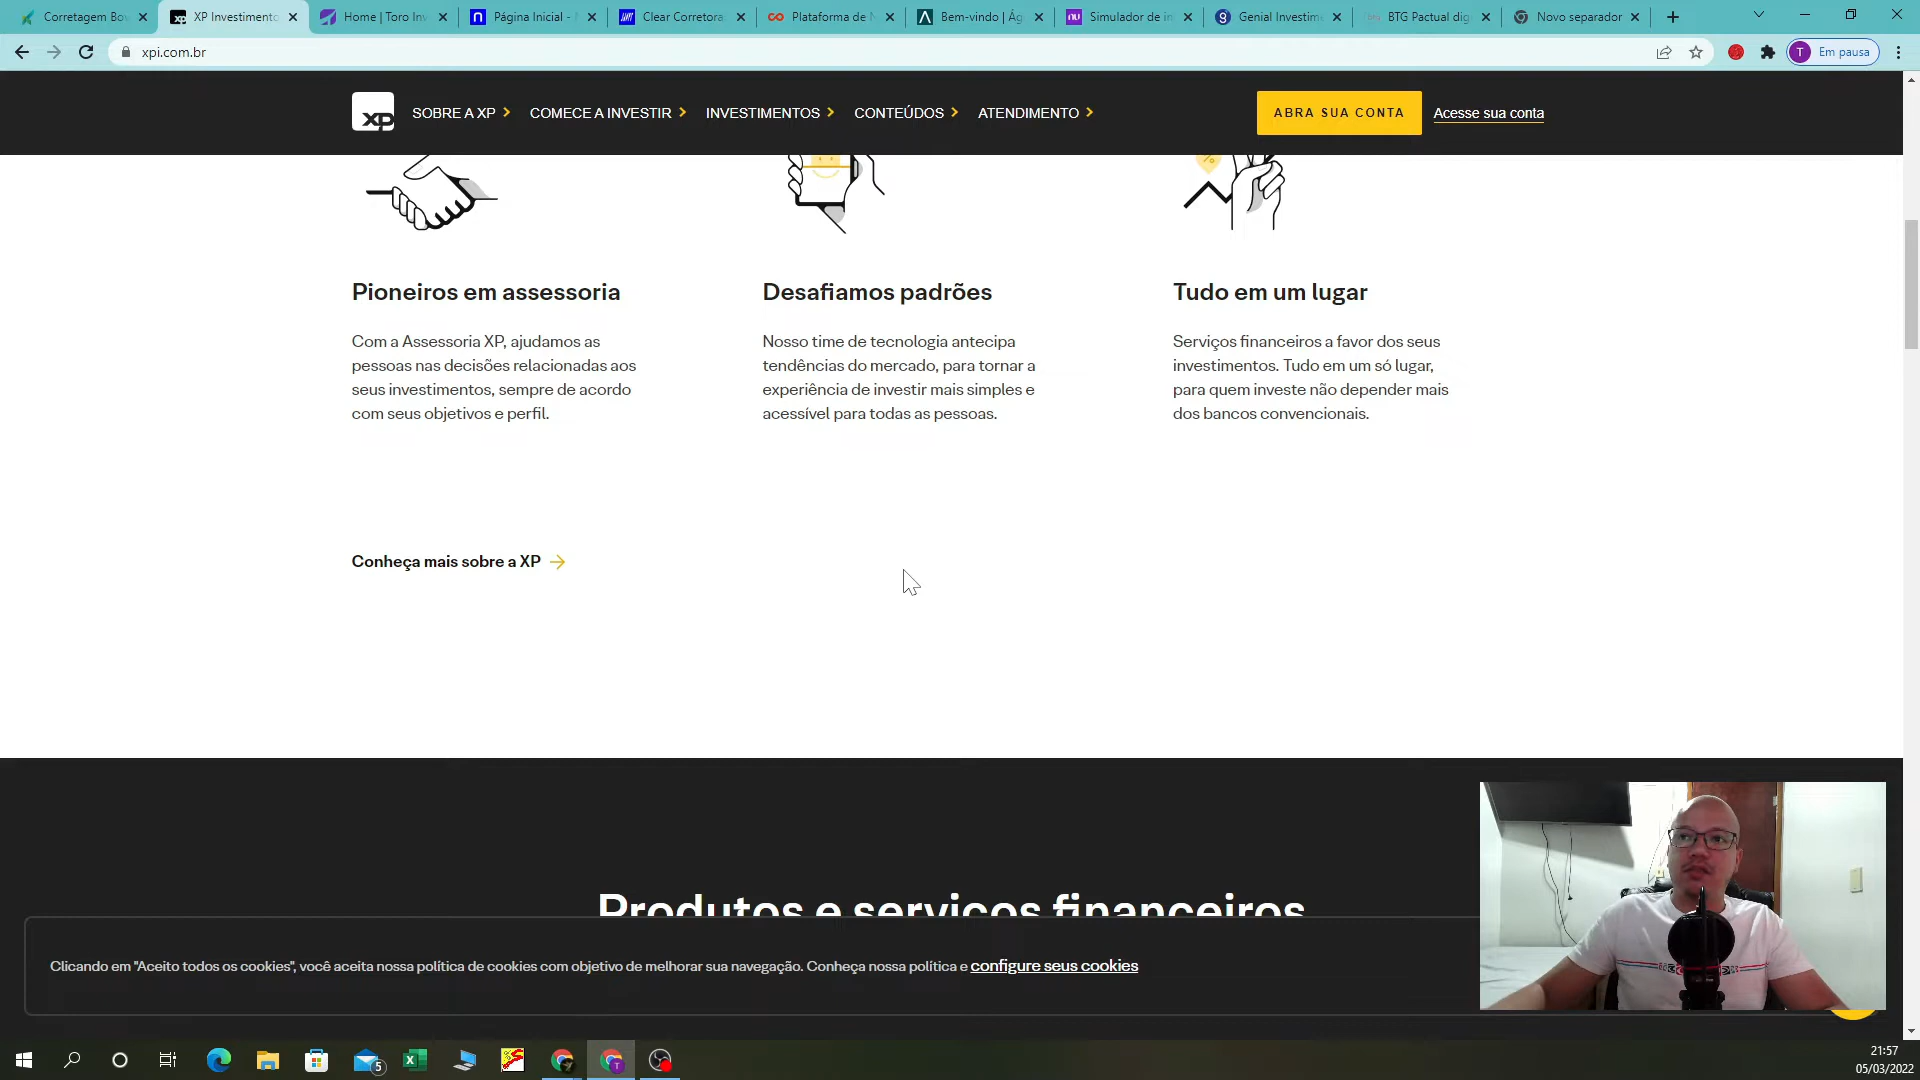 Corretagem Bo
XP Investimento
Home | Toro In
Página Inicial -
Clear Corretora
Plataforma de
Bem-vindo | Ág
Simulador de in
Genial Investim
BTG Pactual dig
Novo separador
xpi.com.br
T
Em pausa
xp
SOBRE A XP
COMECE A INVESTIR
INVESTIMENTOS
CONTEÚDOS
ATENDIMENTO
ABRA SUA CONTA
Acesse sua conta
Pioneiros em assessoria
Com a Assessoria XP, ajudamos as
pessoas nas decisões relacionadas aos
seus investimentos, sempre de acordo
com seus objetivos e perfil.
Desafiamos padrões
Nosso time de tecnologia antecipa
tendências do mercado, para tornar a
experiência de investir mais simples e
acessível para todas as pessoas.
Tudo em um lugar
Serviços financeiros a favor dos seus
investimentos. Tudo em um só lugar,
para quem investe não depender mais
dos bancos convencionais.
Conheça mais sobre a XP
Produtos e serviços financeiros
Clicando em "Aceito todos os cookies", você aceita nossa política de cookies com objetivo de melhorar sua navegação. Conheça nossa política e configure seus cookies
5
21:57
05/03/2022